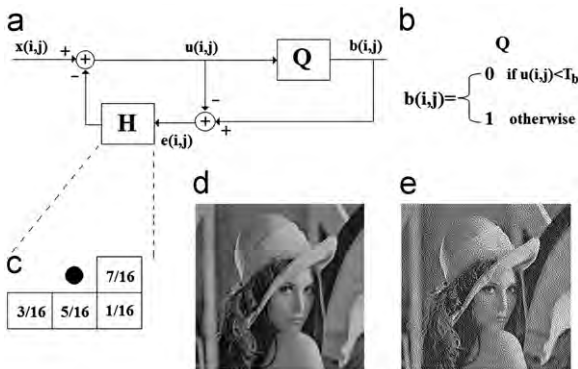 a
x(i,j) + u(i,j) Q b(i,j)
+
−
−
+ +
H
e(i,j)
b
Q
b(i,j)= 0 if u(i,j)<T_b
1 otherwise
c
7/16
3/16 5/16 1/16
d
e